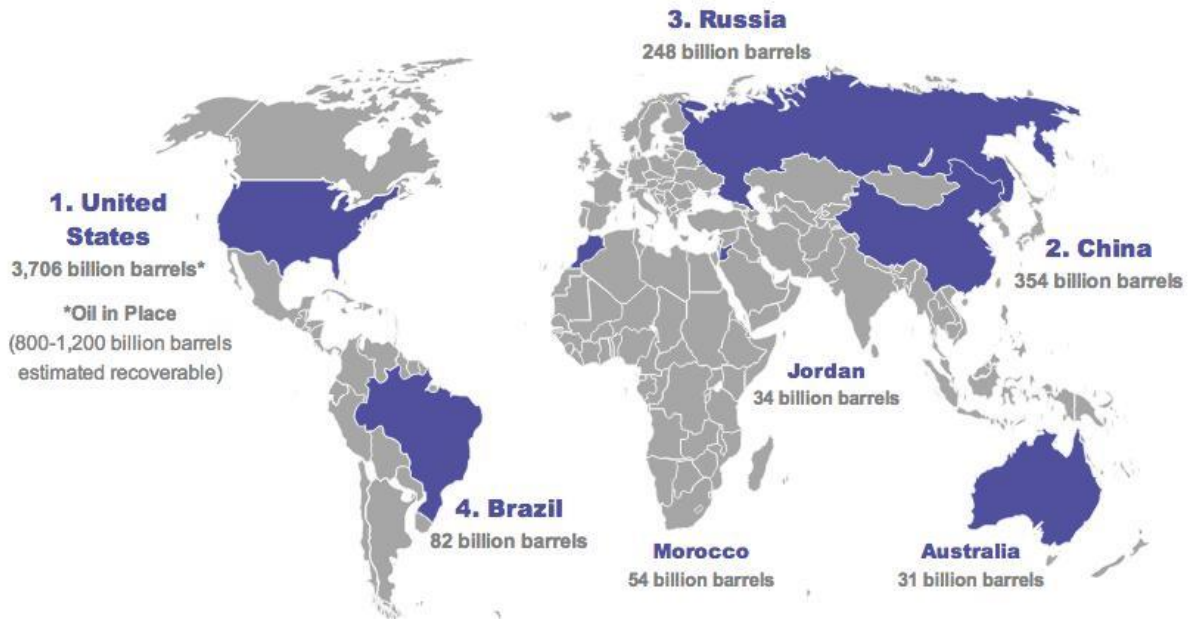 3. Russia
248 billion barrels
1. United
States
3,706 billion barrels*
*Oil in Place
(800-1,200 billion barrels
estimated recoverable)
2. China
354 billion barrels
Jordan
34 billion barrels
4. Brazil
82 billion barrels
Morocco
54 billion barrels
Australia
31 billion barrels